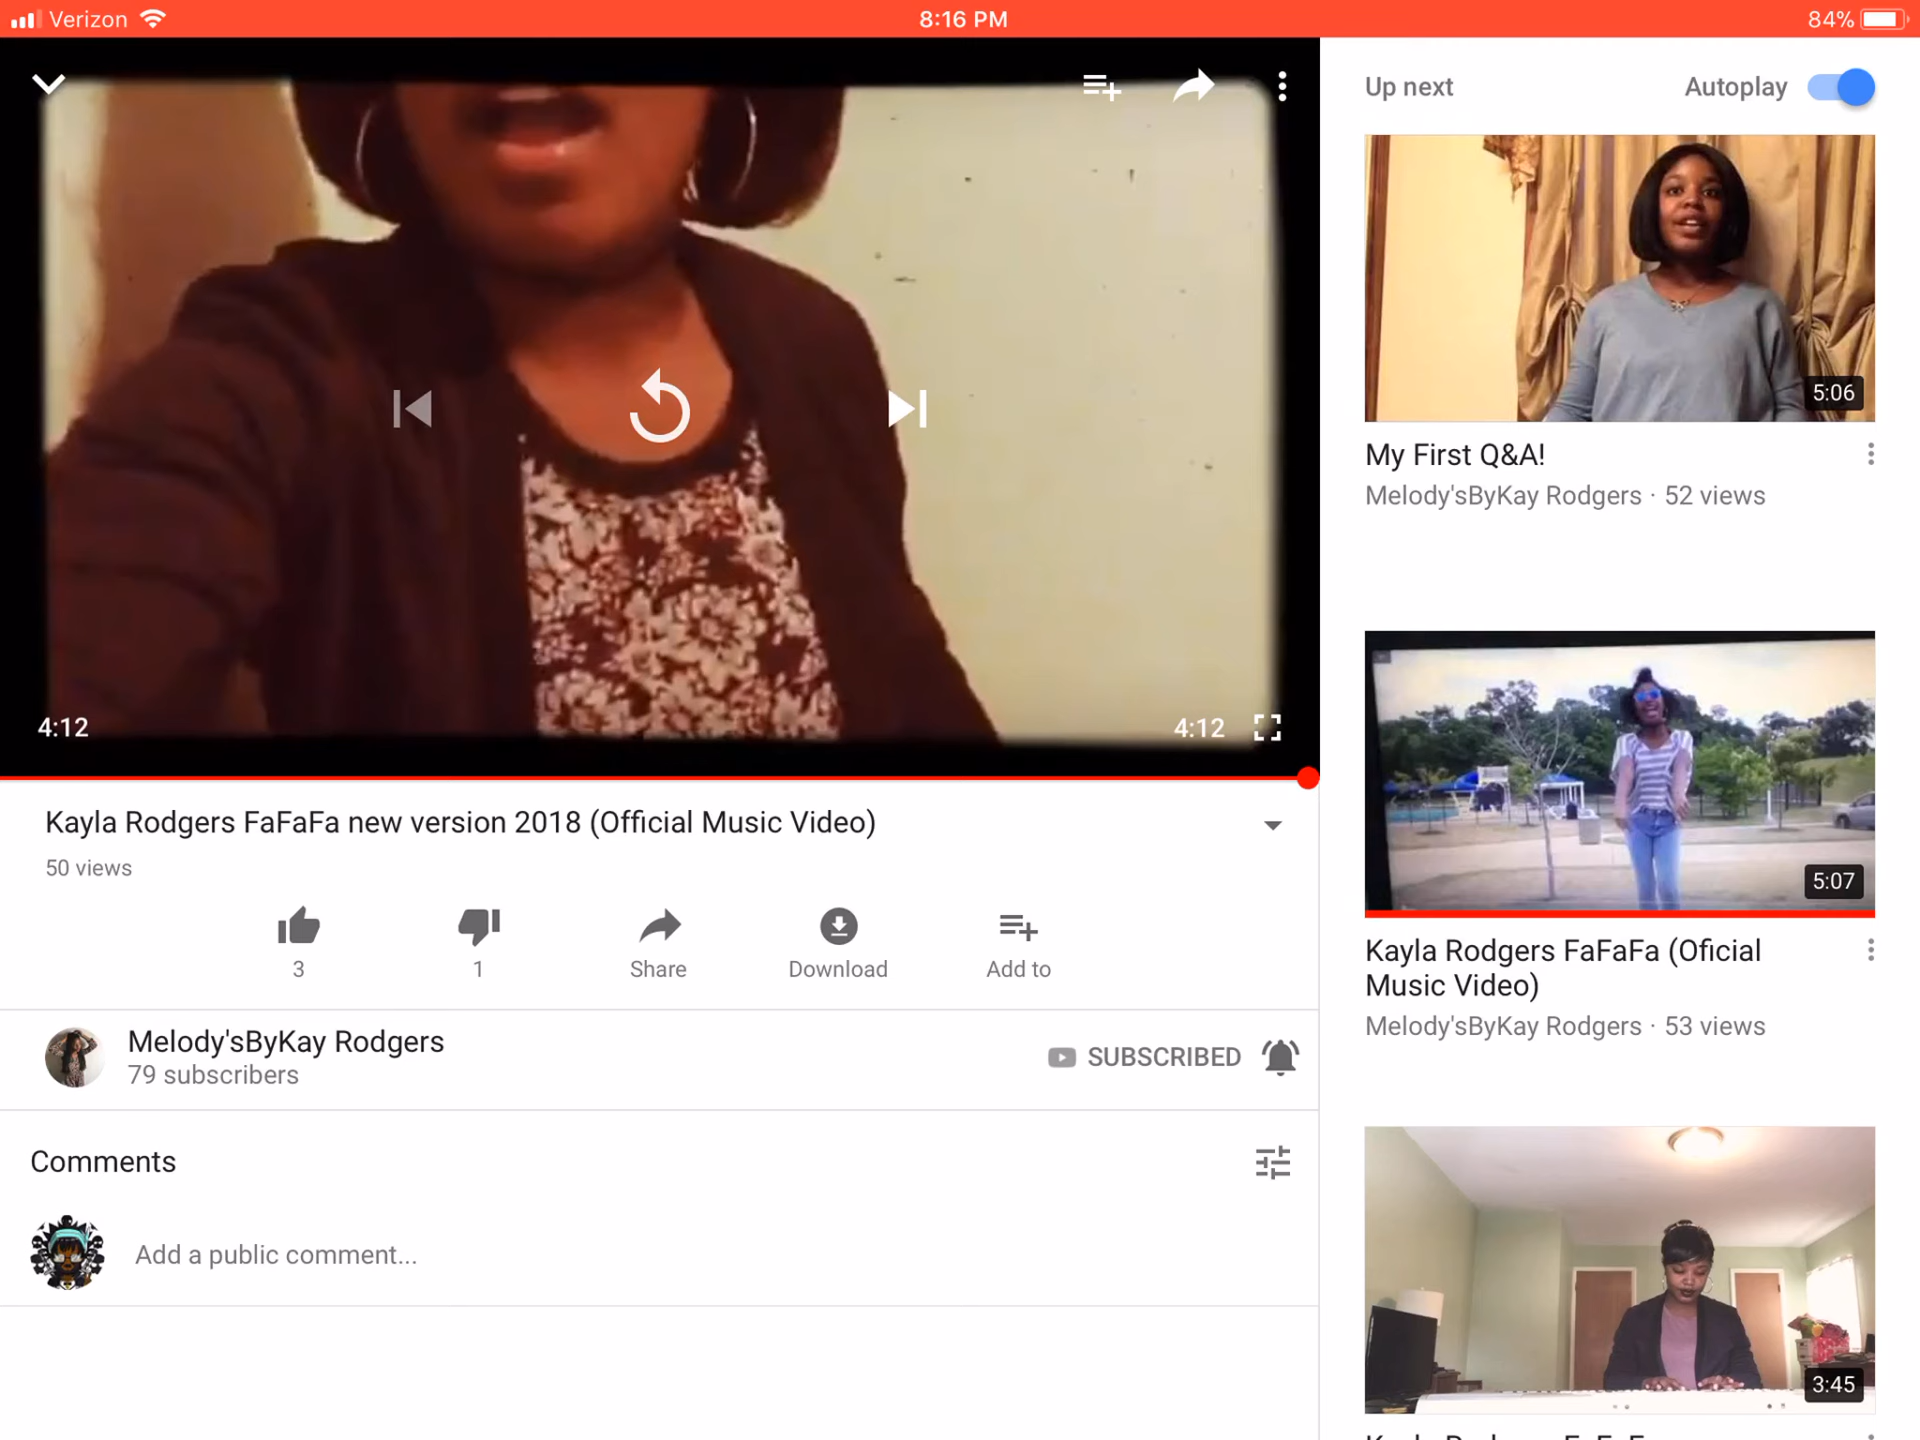 Verizon
8:16 PM
84%
4:12
4:12
Kayla Rodgers FaFaFa new version 2018 (Official Music Video)
50 views
3
1
Share
Download
Add to
Melody'sByKay Rodgers
79 subscribers
SUBSCRIBED
Comments
Add a public comment...
Up next
Autoplay
5:06
My First Q&A!
Melody'sByKay Rodgers · 52 views
5:07
Kayla Rodgers FaFaFa (Oficial
Music Video)
Melody'sByKay Rodgers · 53 views
3:45